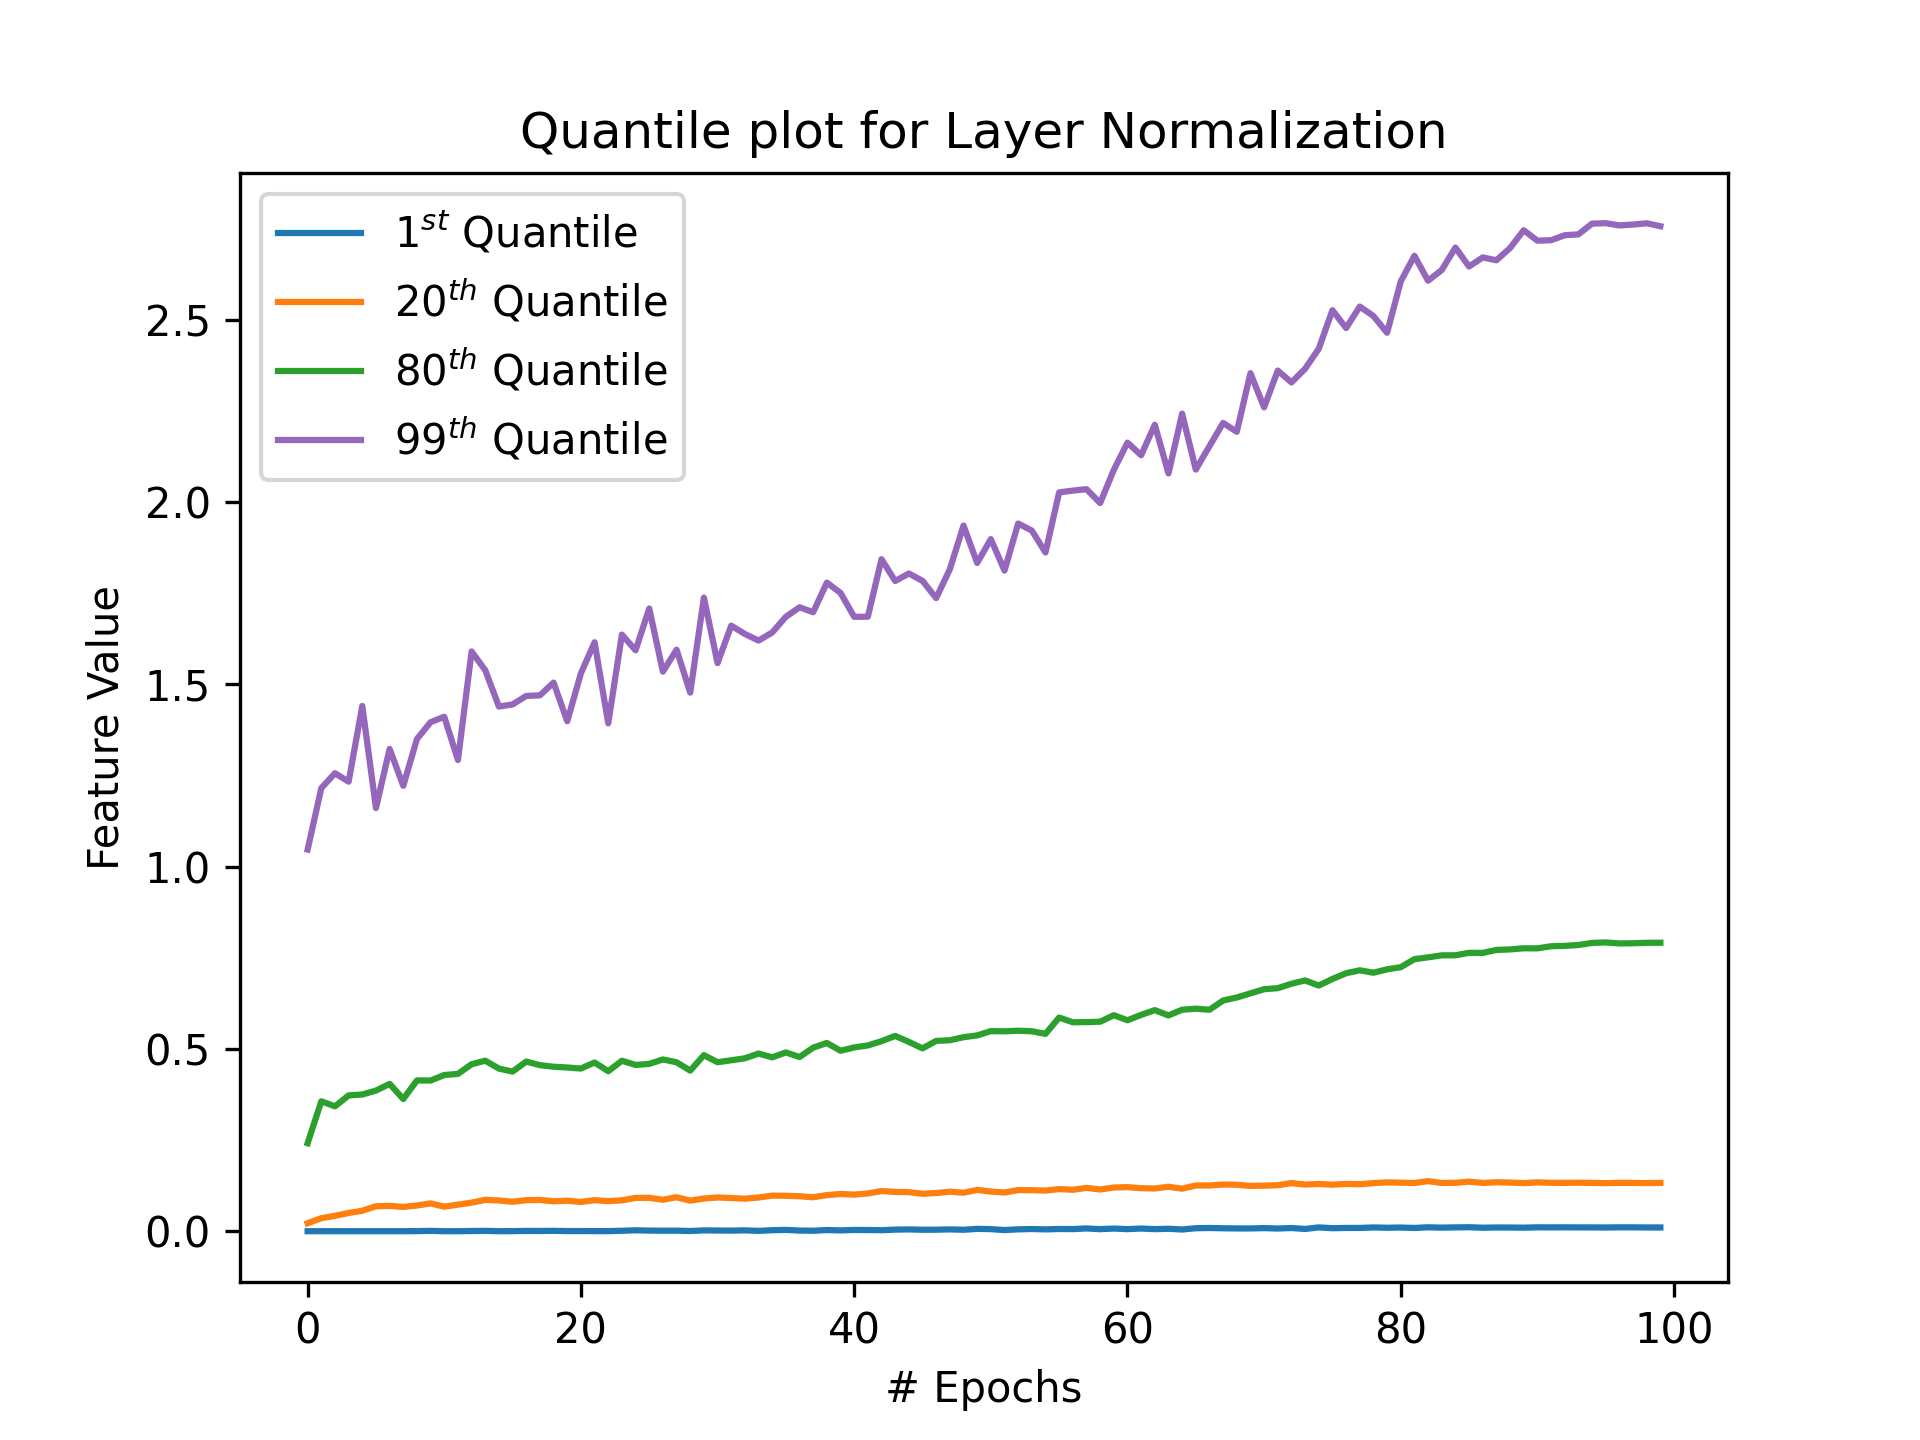 Quantile plot for Layer Normalization
1st Quantile
20th Quantile
80th Quantile
99th Quantile
2.5
2.0
1.5
1.0
0.5
0.0
Feature Value
0 20 40 60 80 100
# Epochs